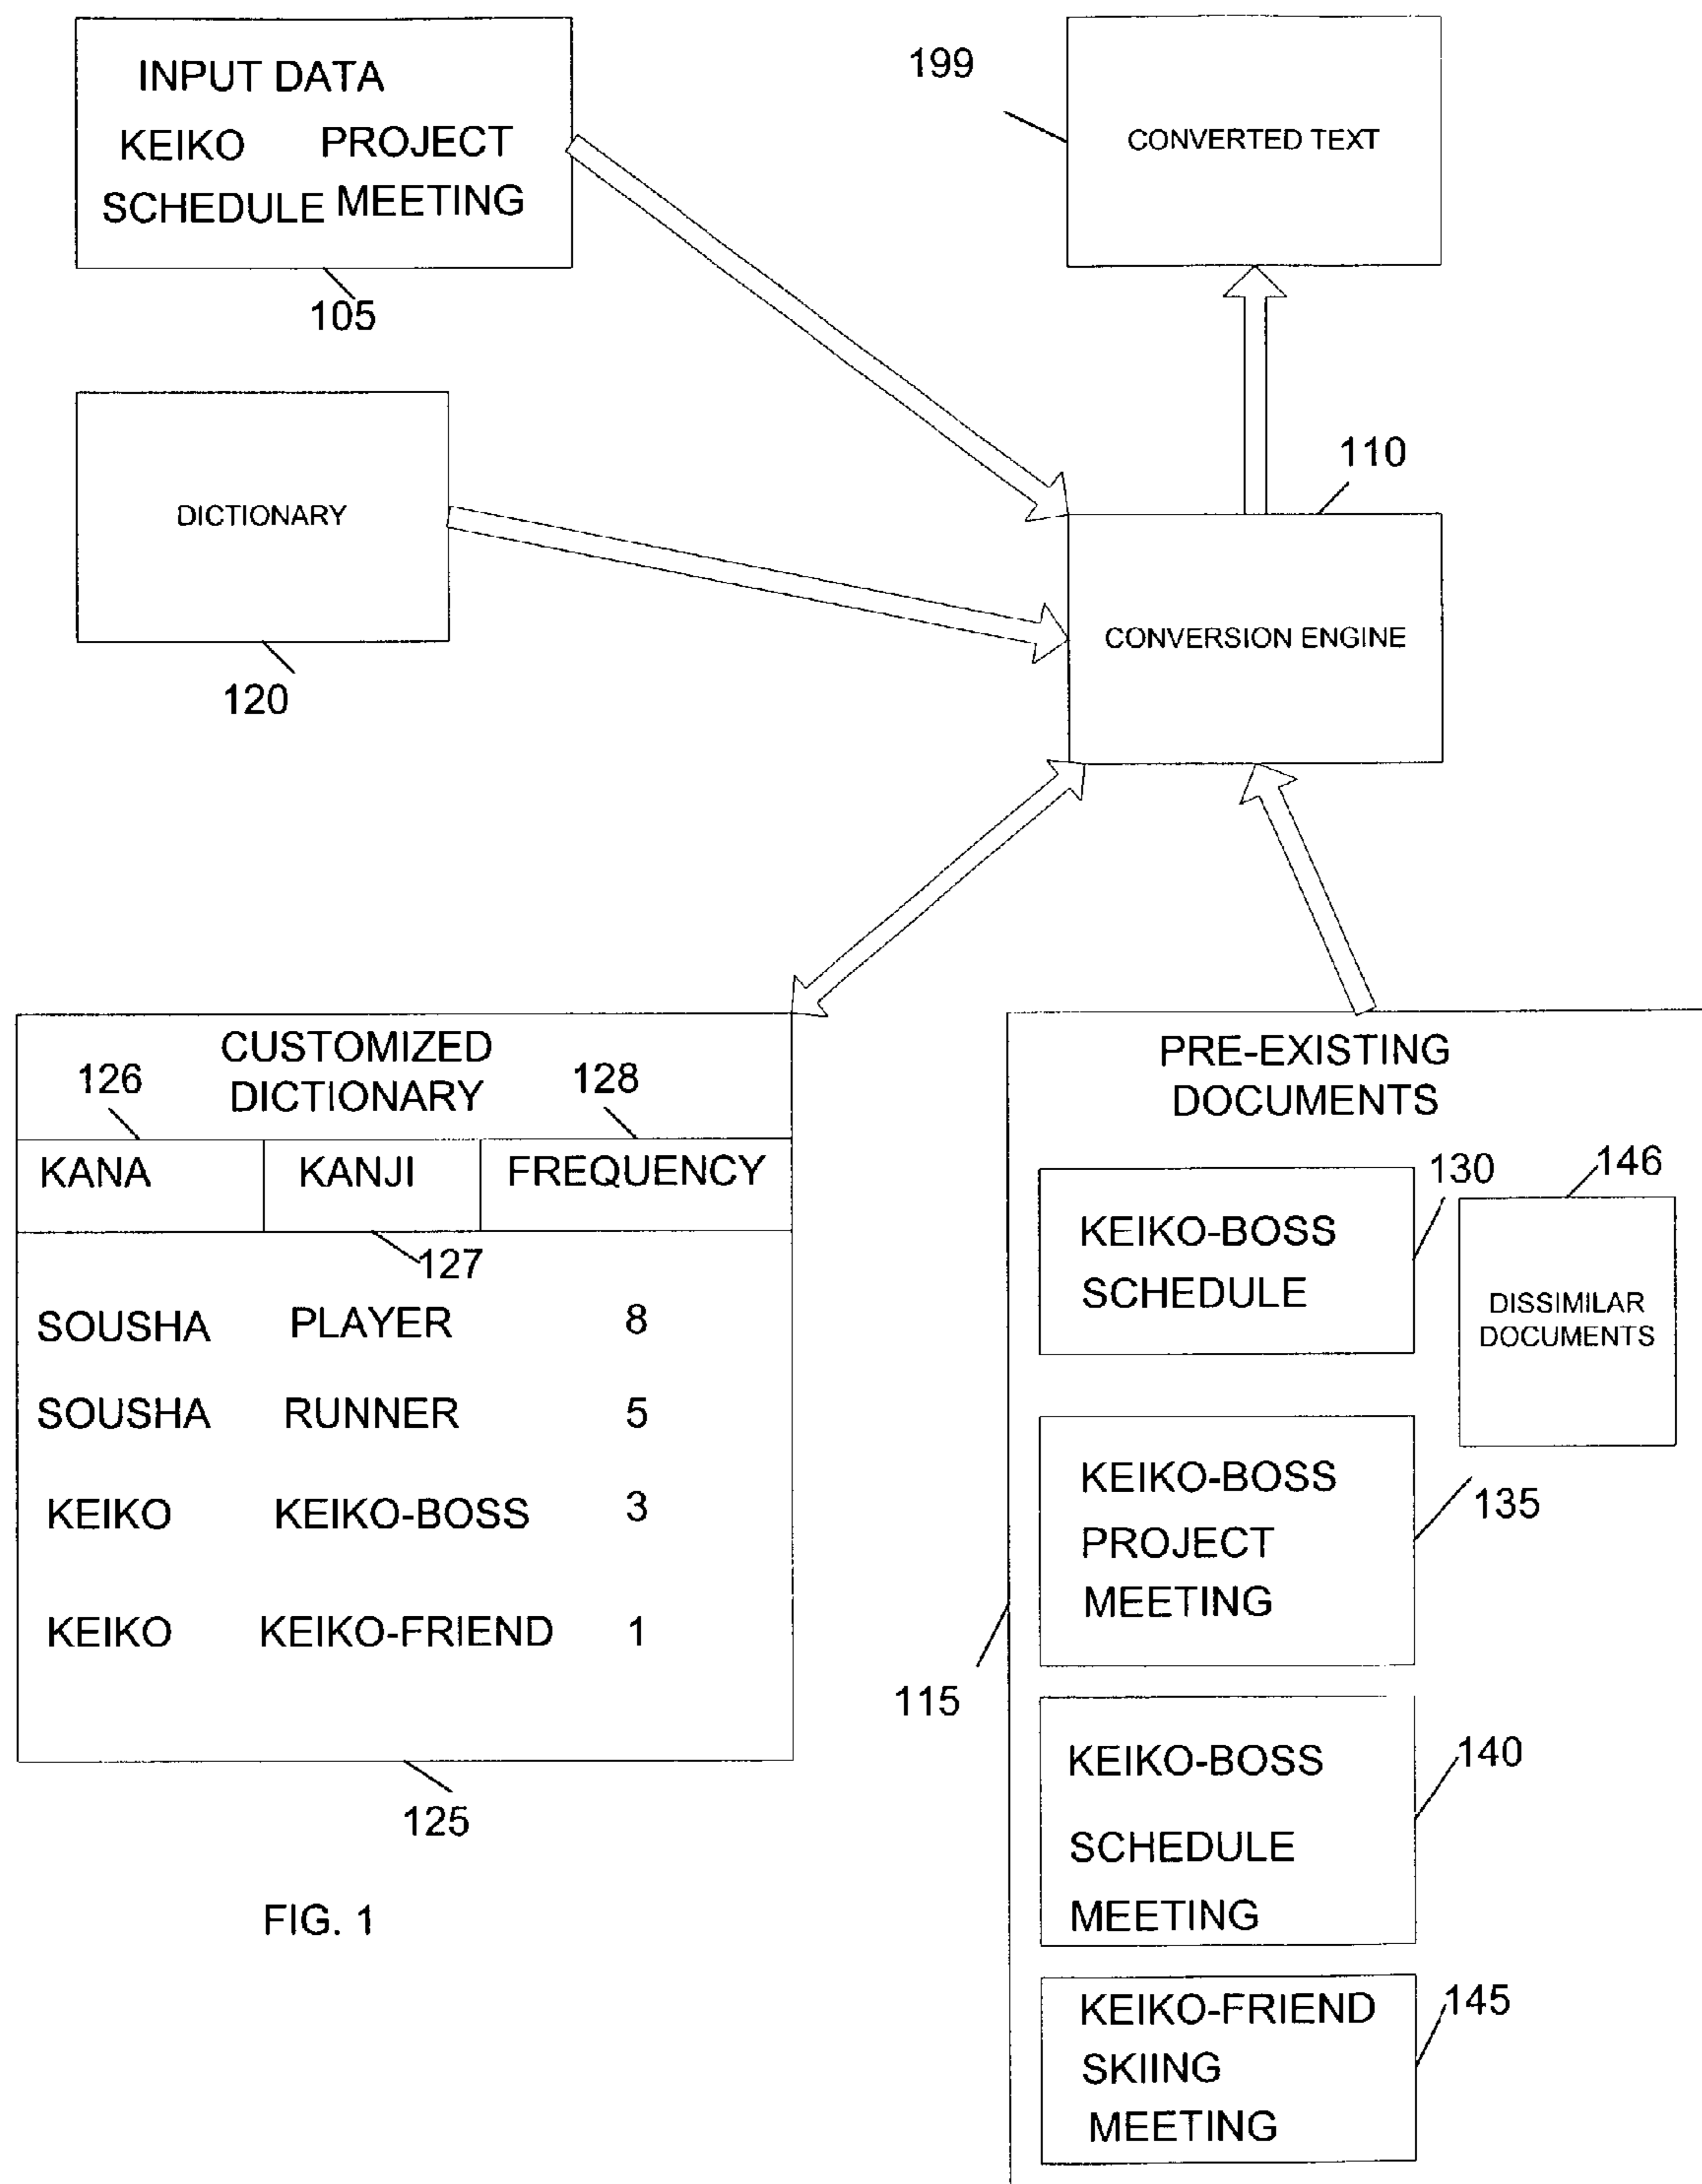 INPUT DATA
KEIKO PROJECT
SCHEDULE MEETING
105
199
CONVERTED TEXT
DICTIONARY
120
110
CONVERSION ENGINE
CUSTOMIZED
DICTIONARY
126
128
KANA KANJI FREQUENCY
127
SOUSHA PLAYER 8
SOUSHA RUNNER 5
KEIKO KEIKO-BOSS 3
KEIKO KEIKO-FRIEND 1
125
PRE-EXISTING
DOCUMENTS
KEIKO-BOSS
SCHEDULE
130
146
DISSIMILAR
DOCUMENTS
KEIKO-BOSS
PROJECT
MEETING
135
115
KEIKO-BOSS
SCHEDULE
MEETING
140
KEIKO-FRIEND
SKIING
MEETING
145
FIG. 1